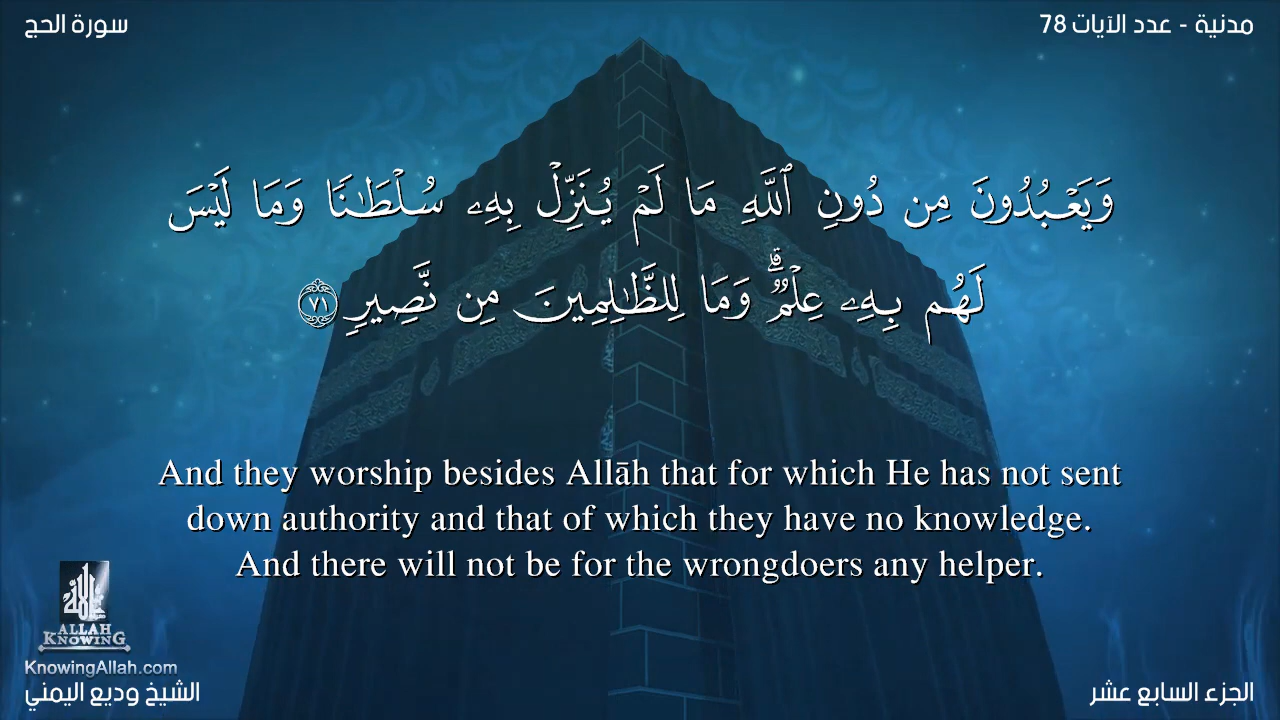 سورة الحج
مدنية - عدد الآيات 78
وَيَعْبُدُونَ مِن دُونِ ٱللَّهِ مَا لَمْ يُنَزِّلْ بِهِۦ سُلْطَـٰنًا وَمَا لَيْسَ
لَهُم بِهِۦ عِلْمٌ ۗ وَمَا لِلظَّـٰلِمِينَ مِن نَّصِيرٍ ٧١
And they worship besides Allāh that for which He has not sent
down authority and that of which they have no knowledge.
And there will not be for the wrongdoers any helper.
ALLAH
KNOWING
KnowingAllah.com
الشيخ وديع اليمني
الجزء السابع عشر